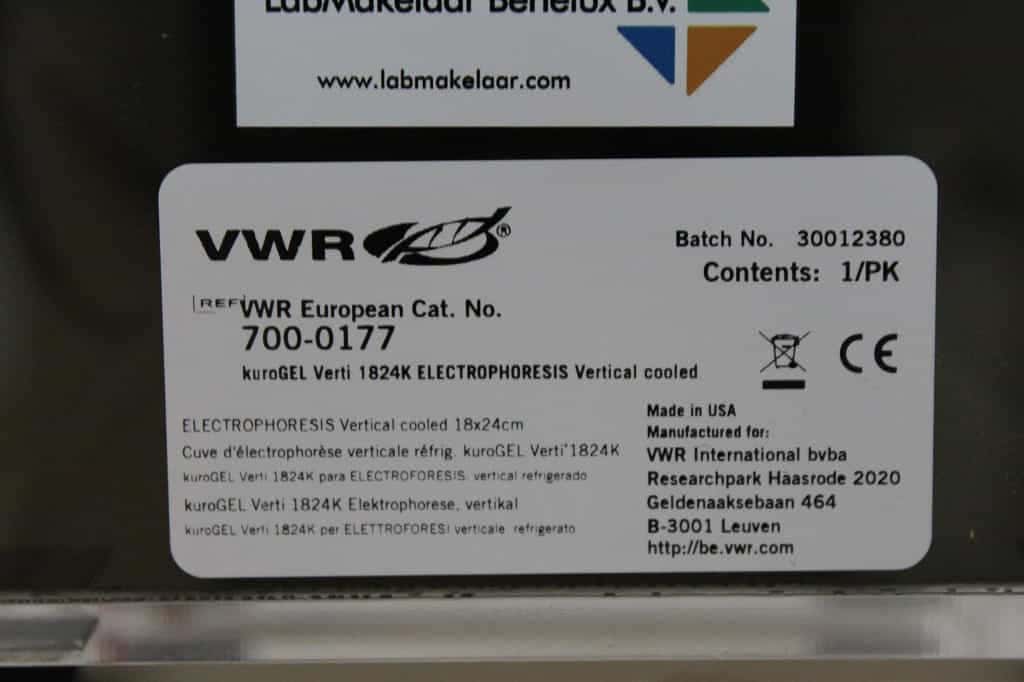 LabMakelaar Benelux B.V.
www.labmakelaar.com
VWR ®
Batch No. 30012380
Contents: 1/PK
REF VWR European Cat. No.
700-0177
kuroGEL Verti 1824K ELECTROPHORESIS Vertical cooled
CE
ELECTROPHORESIS Vertical cooled 18x24cm
Cuve d'électrophorèse verticale réfrig. kuroGEL Verti 1824K
kuroGEL Verti 1824K para ELECTROFORESIS. vertical refrigerado
kuroGEL Verti 1824K Elektrophorese, vertikal
kuroGEL Verti 1824K per ELETTROFORESI verticale refrigerato
Made in USA
Manufactured for:
VWR International bvba
Researchpark Haasrode 2020
Geldenaaksebaan 464
B-3001 Leuven
http://be.vwr.com